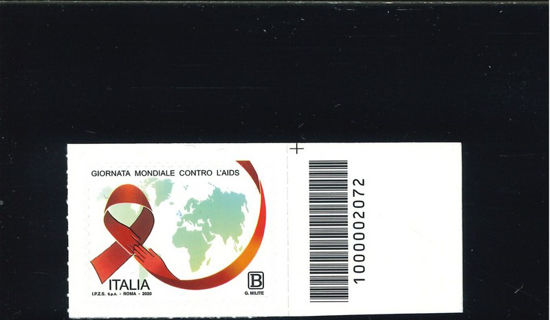 GIORNATA MONDIALE CONTRO L'AIDS
ITALIA
B
I.P.Z.S. S.p.A. - ROMA - 2020
G. MILITE
1000002072